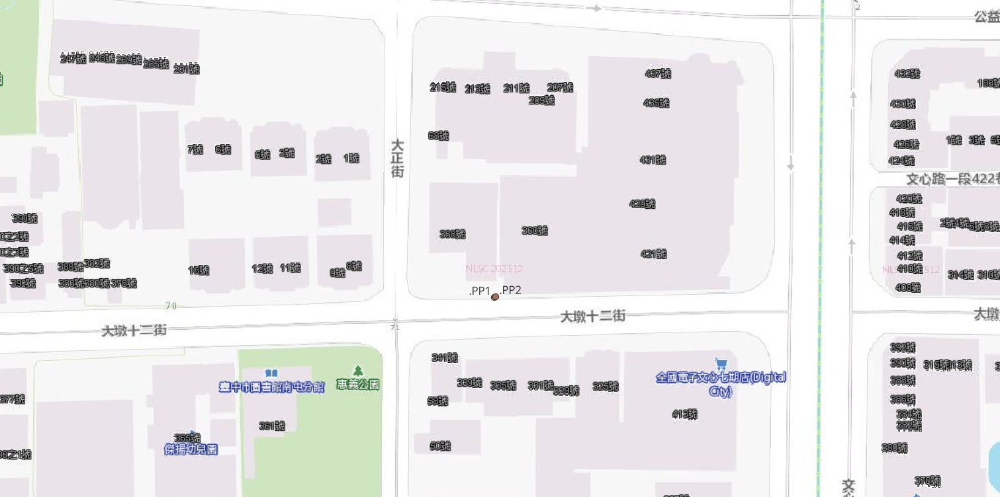 公益
247號
285號
281號
437號
432號
215號
213號
211號
207號
209號
435號
430號
428號
68號
426號
1號
3號
424號
7號
6號
5號
3號
2號
1號
大正街
431號
文心路一段422巷
420號
418號
416號
414號
412號
410號
408號
429號
390號
368號
360號
421號
388號
382號
386號
380號
378號
392號
16號
12號
11號
9號
8號
NLSC 202512
314號
.PP1
.PP2
70
大墩十二街
大墩十二街
大墩
341號
392號
390號
臺中市圖書館南屯分館
惠義公園
全國電子文心七期店(Digital
City)
335號
331號
329號
325號
388號
386號
384號
382號
58號
413號
377號
361號
365號
傑揚幼兒園
50號
380號
378號
文心